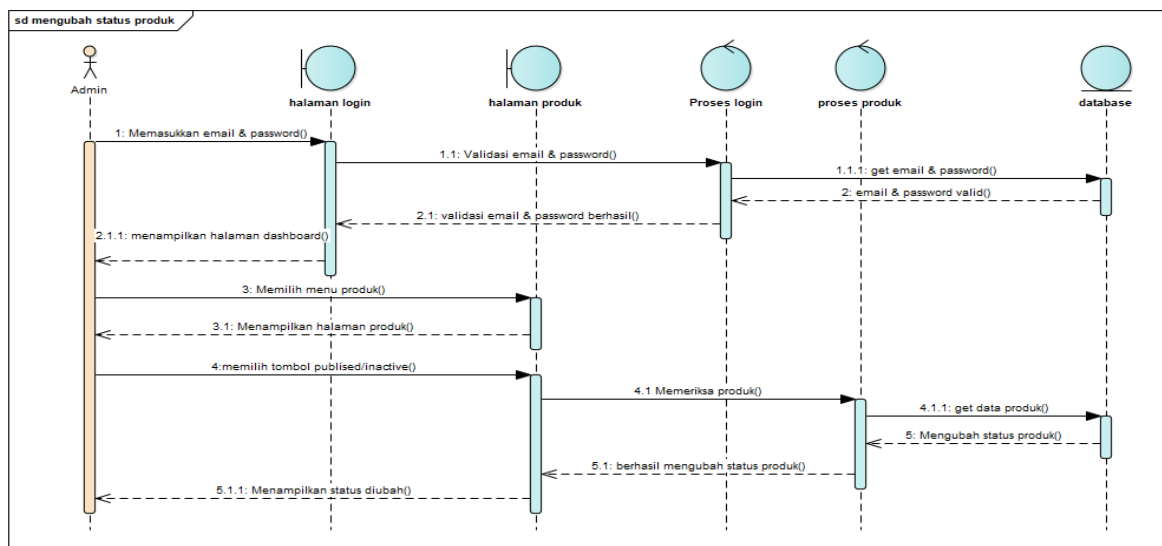 sd mengubah status produk
Admin
halaman login
halaman produk
Proses login
proses produk
database
1: Memasukkan email & password()
1.1: Validasi email & password()
1.1.1: get email & password()
2: email & password valid()
2.1: validasi email & password berhasil()
2.1.1: menampilkan halaman dashboard()
3: Memilih menu produk()
3.1: Menampilkan halaman produk()
4:memilih tombol publised/inactive()
4.1 Memeriksa produk()
4.1.1: get data produk()
5: Mengubah status produk()
5.1: berhasil mengubah status produk()
5.1.1: Menampilkan status diubah()